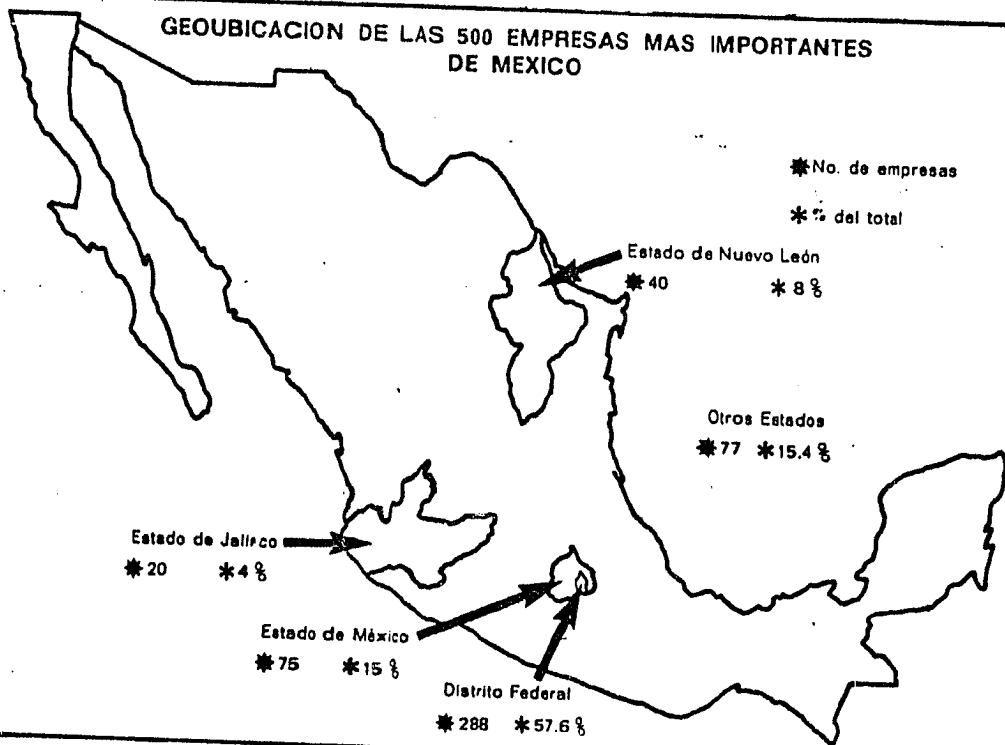 GEOUBICACION DE LAS 500 EMPRESAS MAS IMPORTANTES
DE MEXICO
✷No. de empresas
* % del total
Estado de Nuevo León
✷40 * 8 %
Otros Estados
✷77 *15.4 %
Estado de Jalisco
✷20 *4 %
Estado de México
✷75 *15 %
Distrito Federal
✷288 *57.6 %